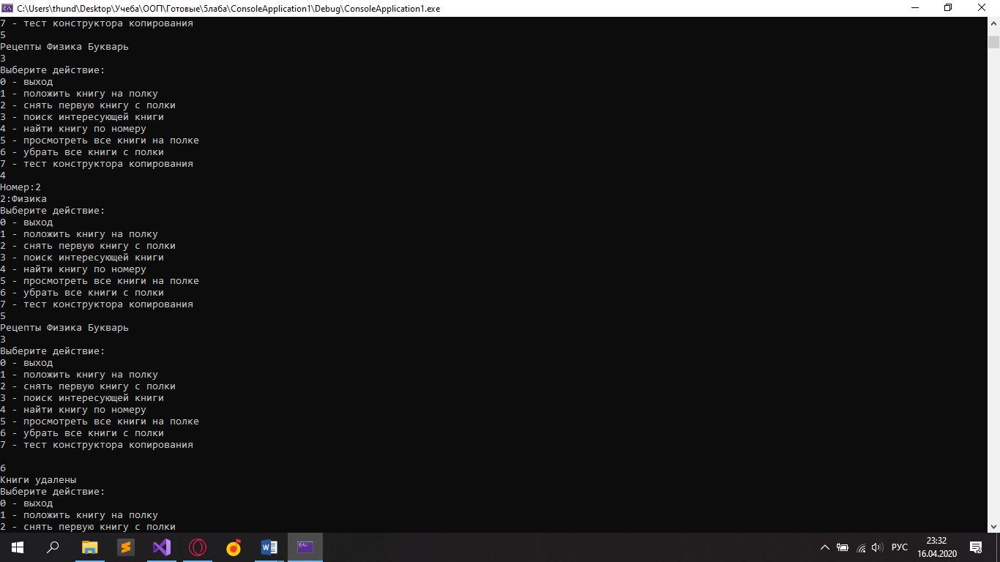 C:\Users\thund\Desktop\Учеба\ООП\Готовые\5лаба\ConsoleApplication1\Debug\ConsoleApplication1.exe
7 - тест конструктора копирования
5
Рецепты Физика Букварь
3
Выберите действие:
0 - выход
1 - положить книгу на полку
2 - снять первую книгу с полки
3 - поиск интересующей книги
4 - найти книгу по номеру
5 - просмотреть все книги на полке
6 - убрать все книги с полки
7 - тест конструктора копирования
4
Номер:2
2:Физика
Выберите действие:
0 - выход
1 - положить книгу на полку
2 - снять первую книгу с полки
3 - поиск интересующей книги
4 - найти книгу по номеру
5 - просмотреть все книги на полке
6 - убрать все книги с полки
7 - тест конструктора копирования
5
Рецепты Физика Букварь
3
Выберите действие:
0 - выход
1 - положить книгу на полку
2 - снять первую книгу с полки
3 - поиск интересующей книги
4 - найти книгу по номеру
5 - просмотреть все книги на полке
6 - убрать все книги с полки
7 - тест конструктора копирования
6
Книги удалены
Выберите действие:
0 - выход
1 - положить книгу на полку
2 - снять первую книгу с полки
РУС
23:32
16.04.2020